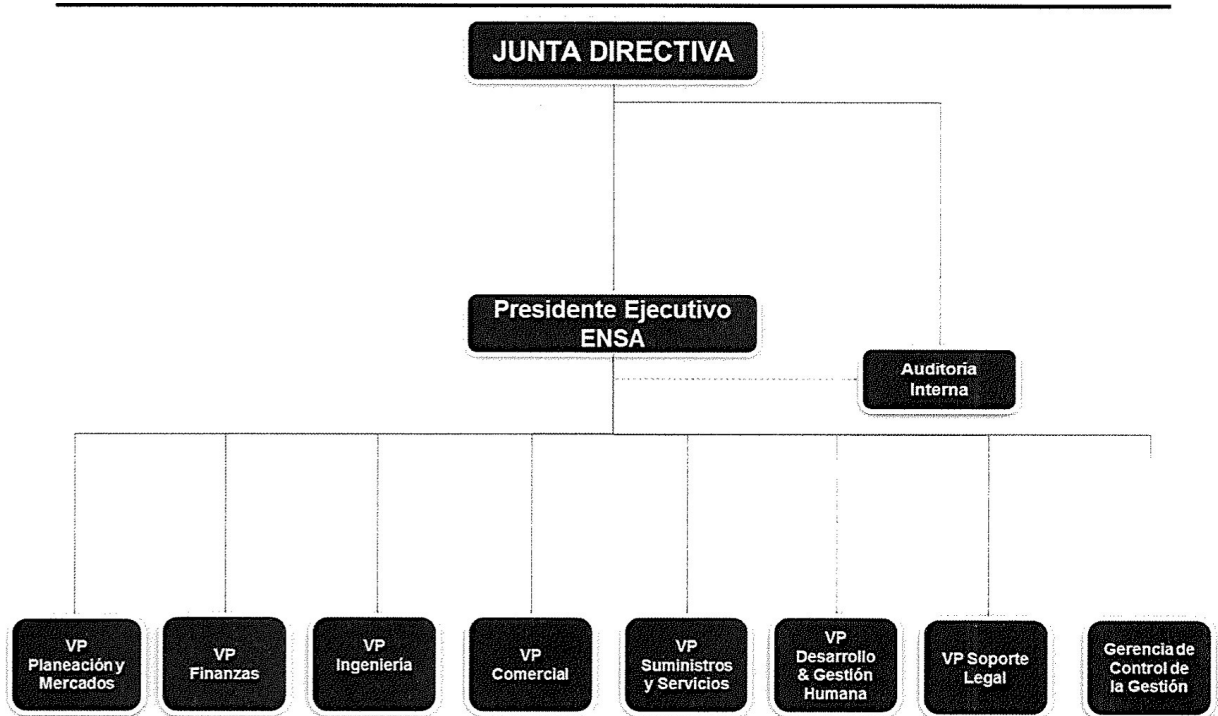 JUNTA DIRECTIVA
Presidente Ejecutivo
ENSA
Auditoría
Interna
VP
Planeación y
Mercados
VP
Finanzas
VP
Ingeniería
VP
Comercial
VP
Suministros
y Servicios
VP
Desarrollo
& Gestión
Humana
VP Soporte
Legal
Gerencia de
Control de
la Gestión